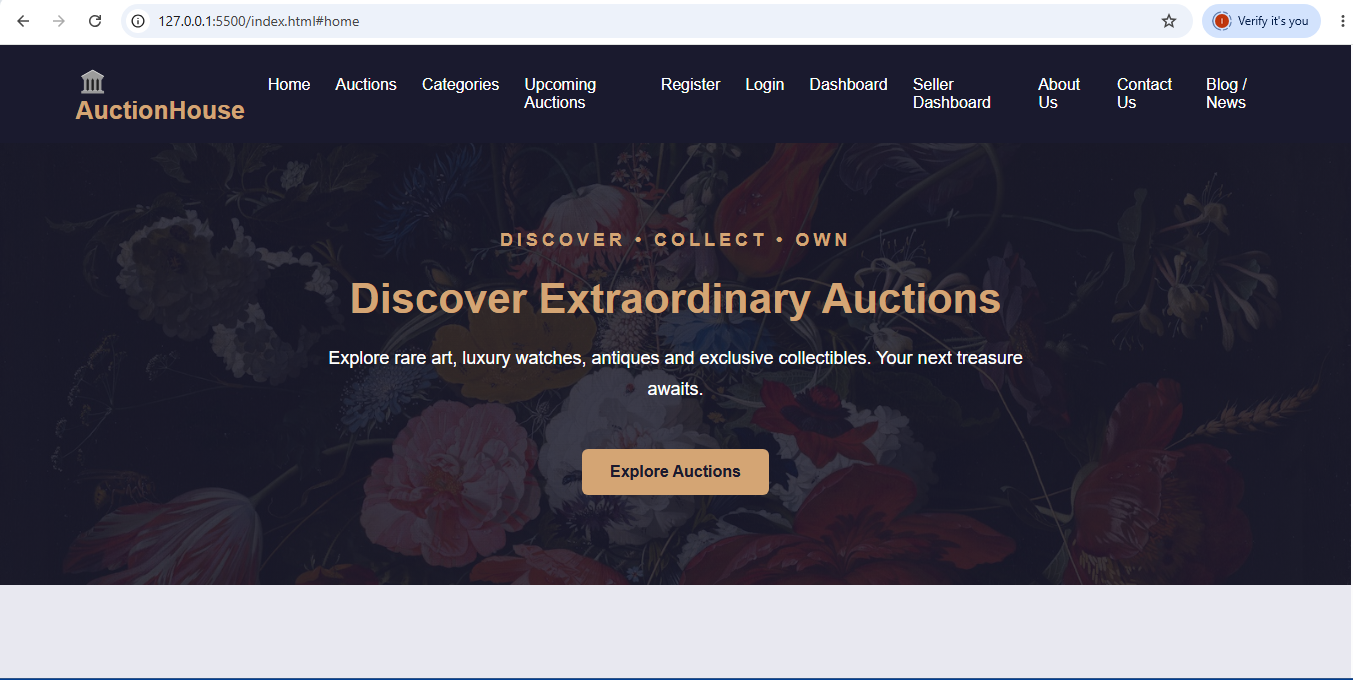 127.0.0.1:5500/index.html#home
Verify it's you
AuctionHouse
Home
Auctions
Categories
Upcoming
Auctions
Register
Login
Dashboard
Seller
Dashboard
About
Us
Contact
Us
Blog /
News
DISCOVER • COLLECT • OWN
Discover Extraordinary Auctions
Explore rare art, luxury watches, antiques and exclusive collectibles. Your next treasure
awaits.
Explore Auctions